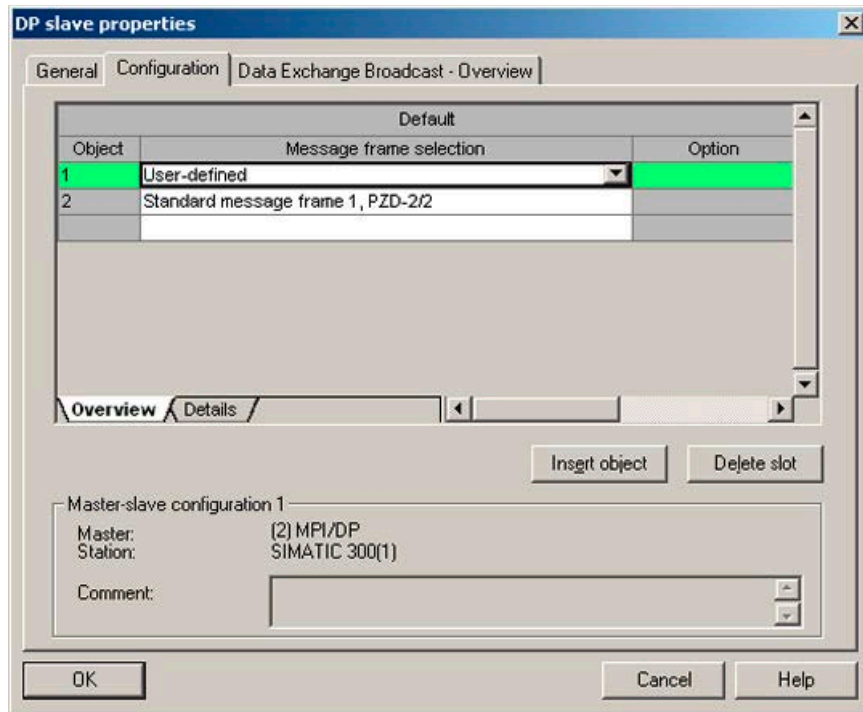 DP slave properties
General Configuration Data Exchange Broadcast - Overview
Default
Object Message frame selection Option
1 User-defined
2 Standard message frame 1, PZD-2/2
Overview Details
Insert object Delete slot
Master-slave configuration 1
Master: (2) MPI/DP
Station: SIMATIC 300(1)
Comment:
OK Cancel Help